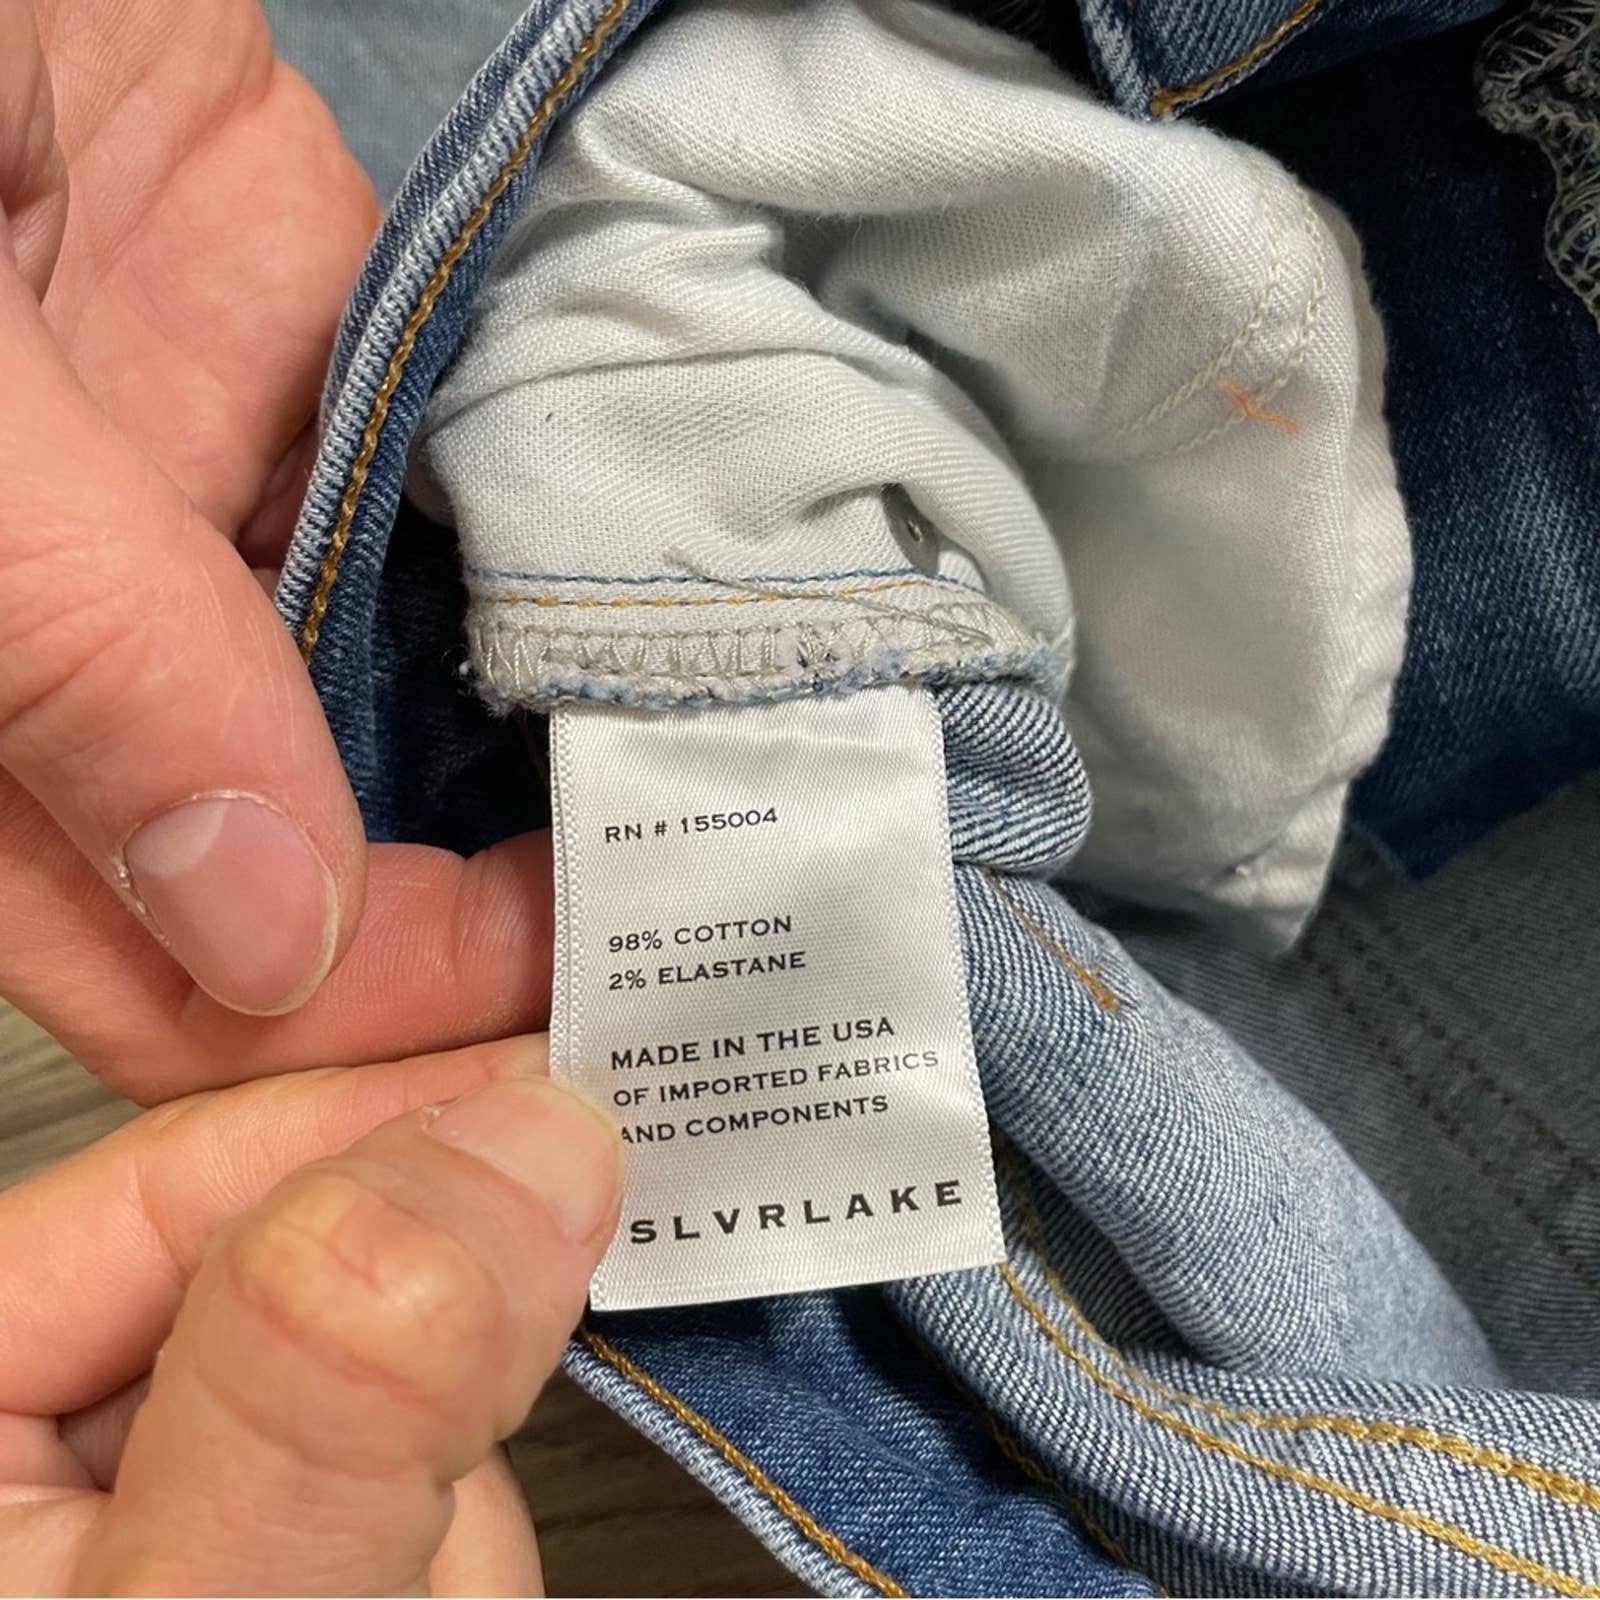 RN # 155004
98% COTTON
2% ELASTANE
MADE IN THE USA
OF IMPORTED FABRICS
AND COMPONENTS
SLVRLAKE